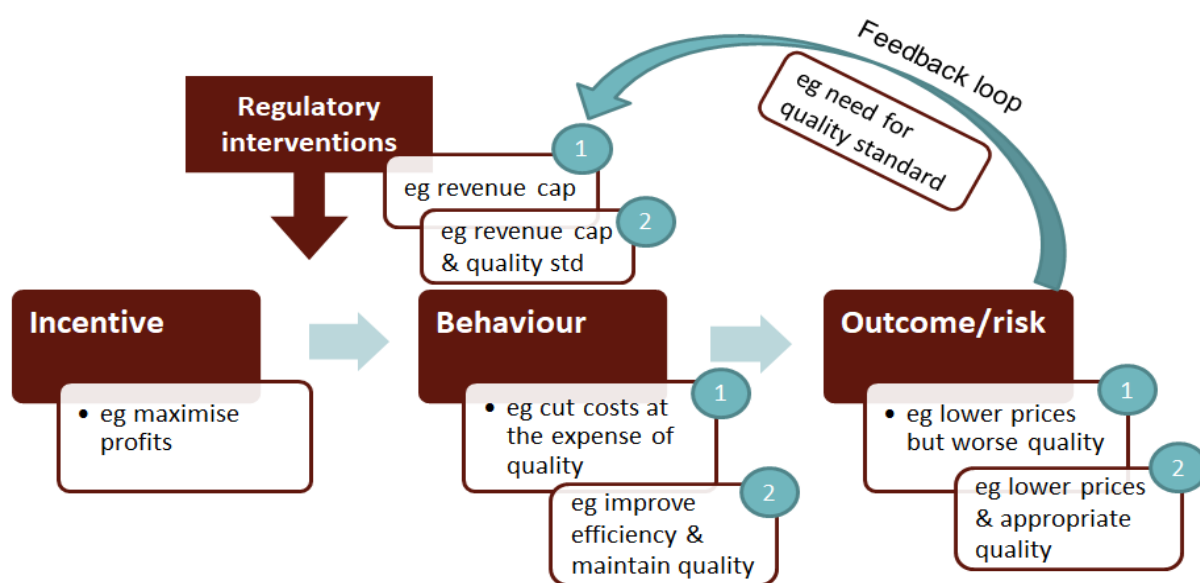 Feedback loop
eg need for
quality standard
Regulatory
interventions
1
eg revenue cap
2
eg revenue cap
& quality std
Incentive
• eg maximise
profits
Behaviour
1
• eg cut costs at
the expense of
quality
2
eg improve
efficiency &
maintain quality
Outcome/risk
1
• eg lower prices
but worse quality
2
eg lower prices
& appropriate
quality